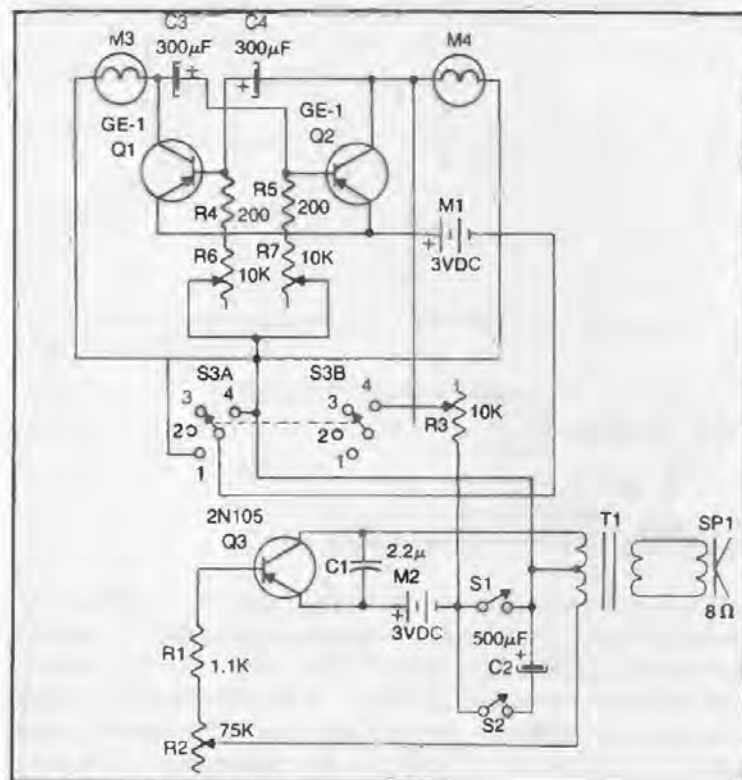 C3
C4
M3
300µF
300µF
M4
+
+
GE-1
Q1
GE-1
Q2
R4
200
R5
200
M1
+
3VDC
R6
10K
R7
10K
S3A
S3B
3
4
2
1
3
4
2
1
1
R3
10K
2N105
Q3
C1
2.2µ
M2
+
3VDC
S1
T1
SP1
8Ω
500µF
+
C2
S2
R1
1.1K
75K
R2